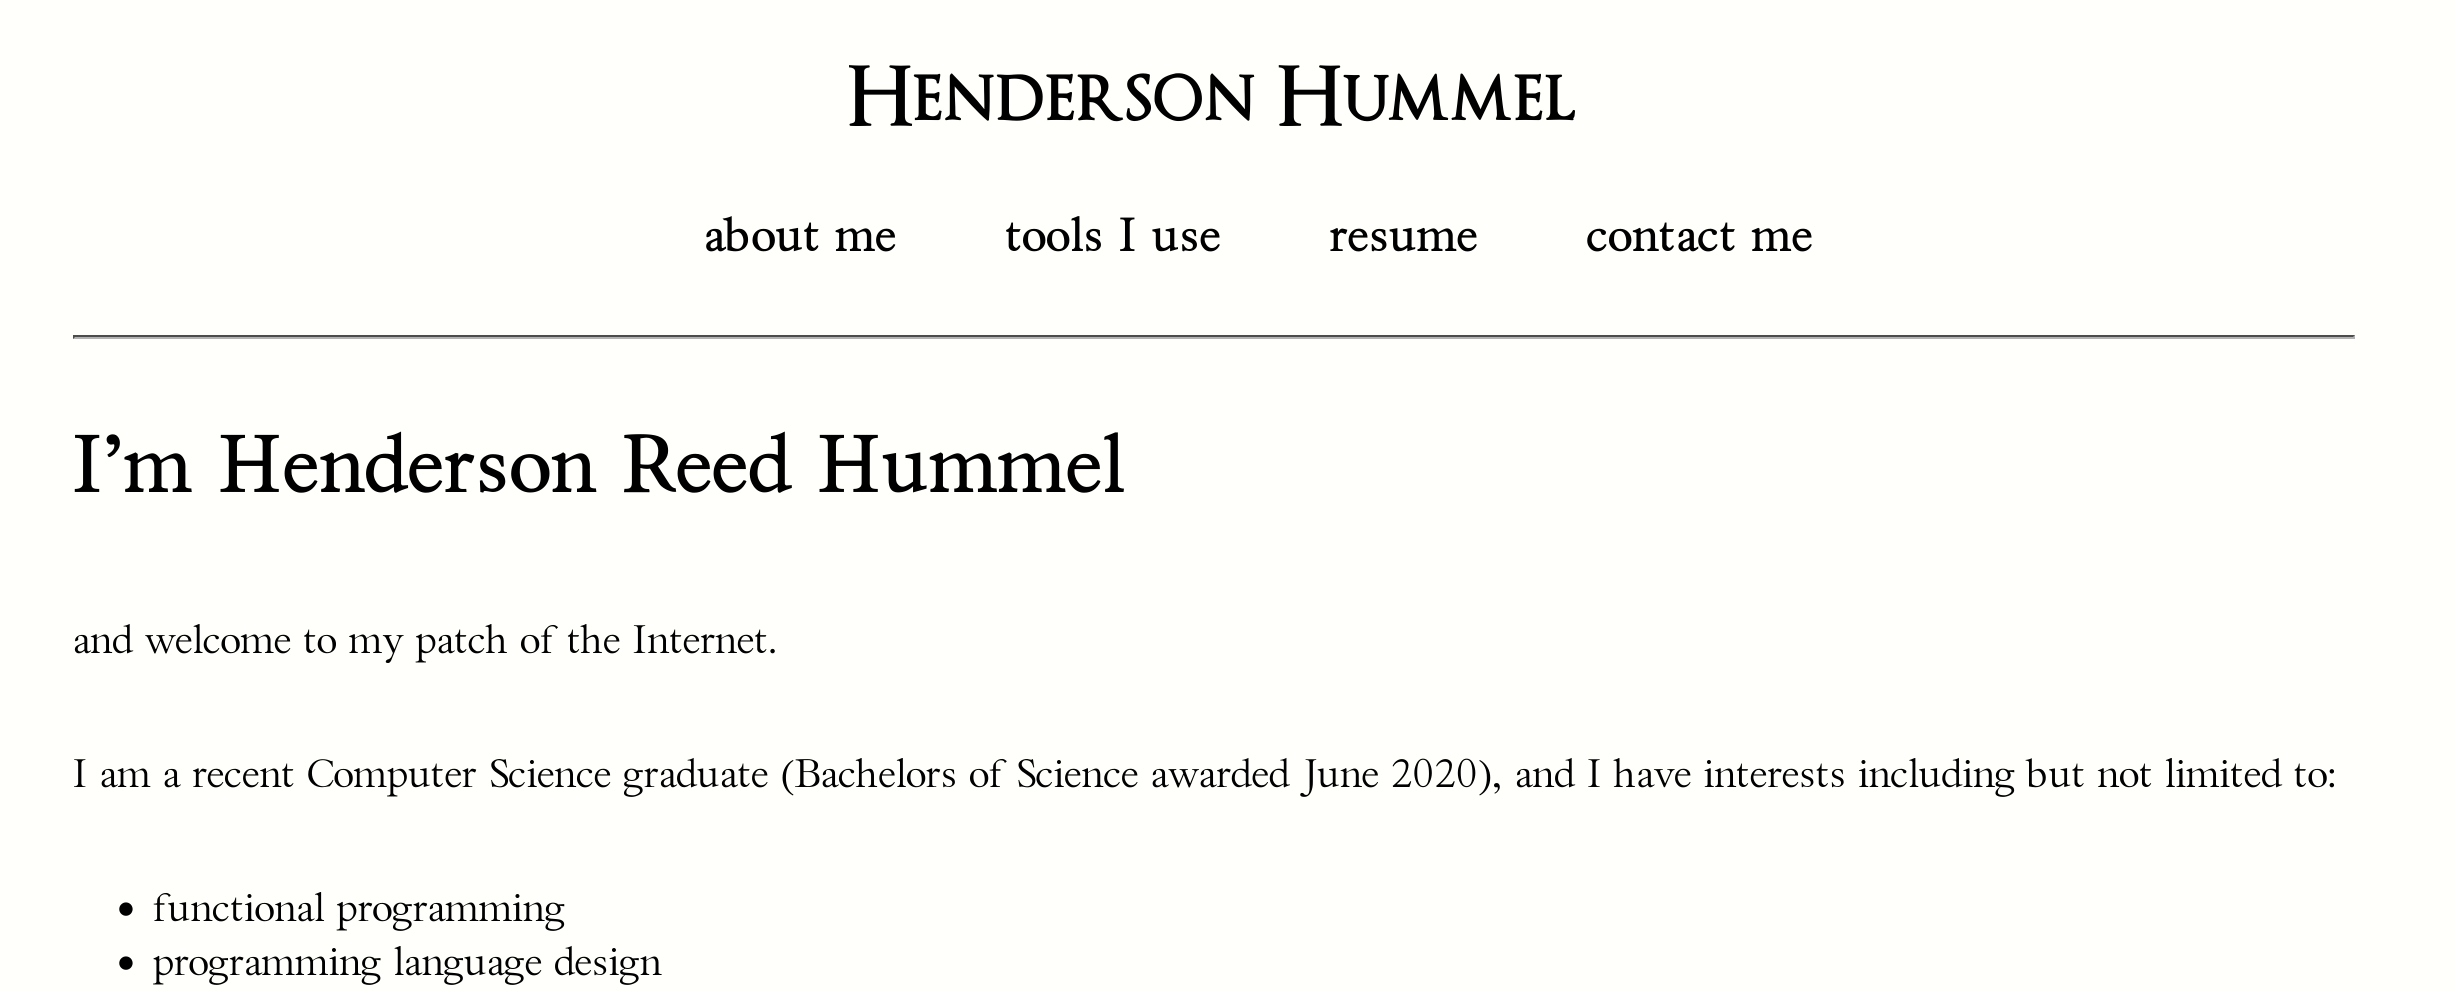 Henderson Hummel
about me tools I use resume contact me
I’m Henderson Reed Hummel
and welcome to my patch of the Internet.
I am a recent Computer Science graduate (Bachelors of Science awarded June 2020), and I have interests including but not limited to:
• functional programming
• programming language design